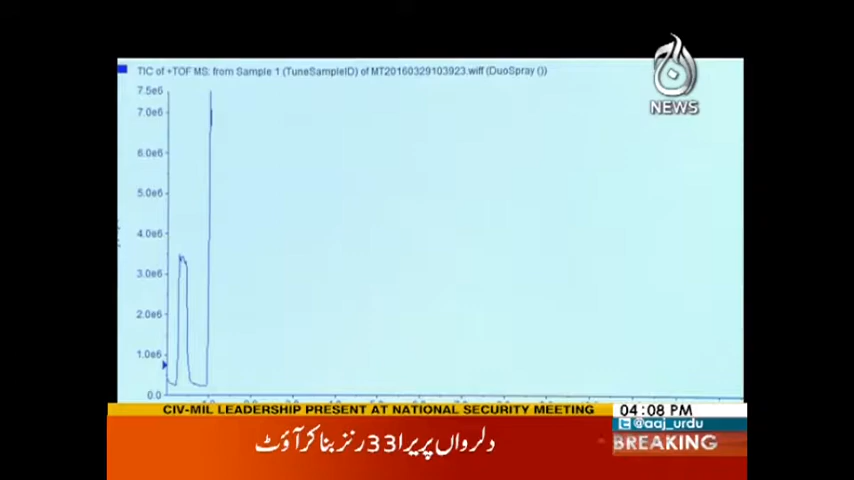 TIC of +TOF MS: from Sample 1 (TuneSampleID) of MT20160329103923.wiff (DuoSpray ())
NEWS
7.5e6
7.0e6
6.0e6
5.0e6
4.0e6
3.0e6
2.0e6
1.0e6
0.0
CIV-MIL LEADERSHIP PRESENT AT NATIONAL SECURITY MEETING
04:08 PM
@aaj_urdu
BREAKING
دلرواں پریرا 33 رنز بنا کر آؤٹ